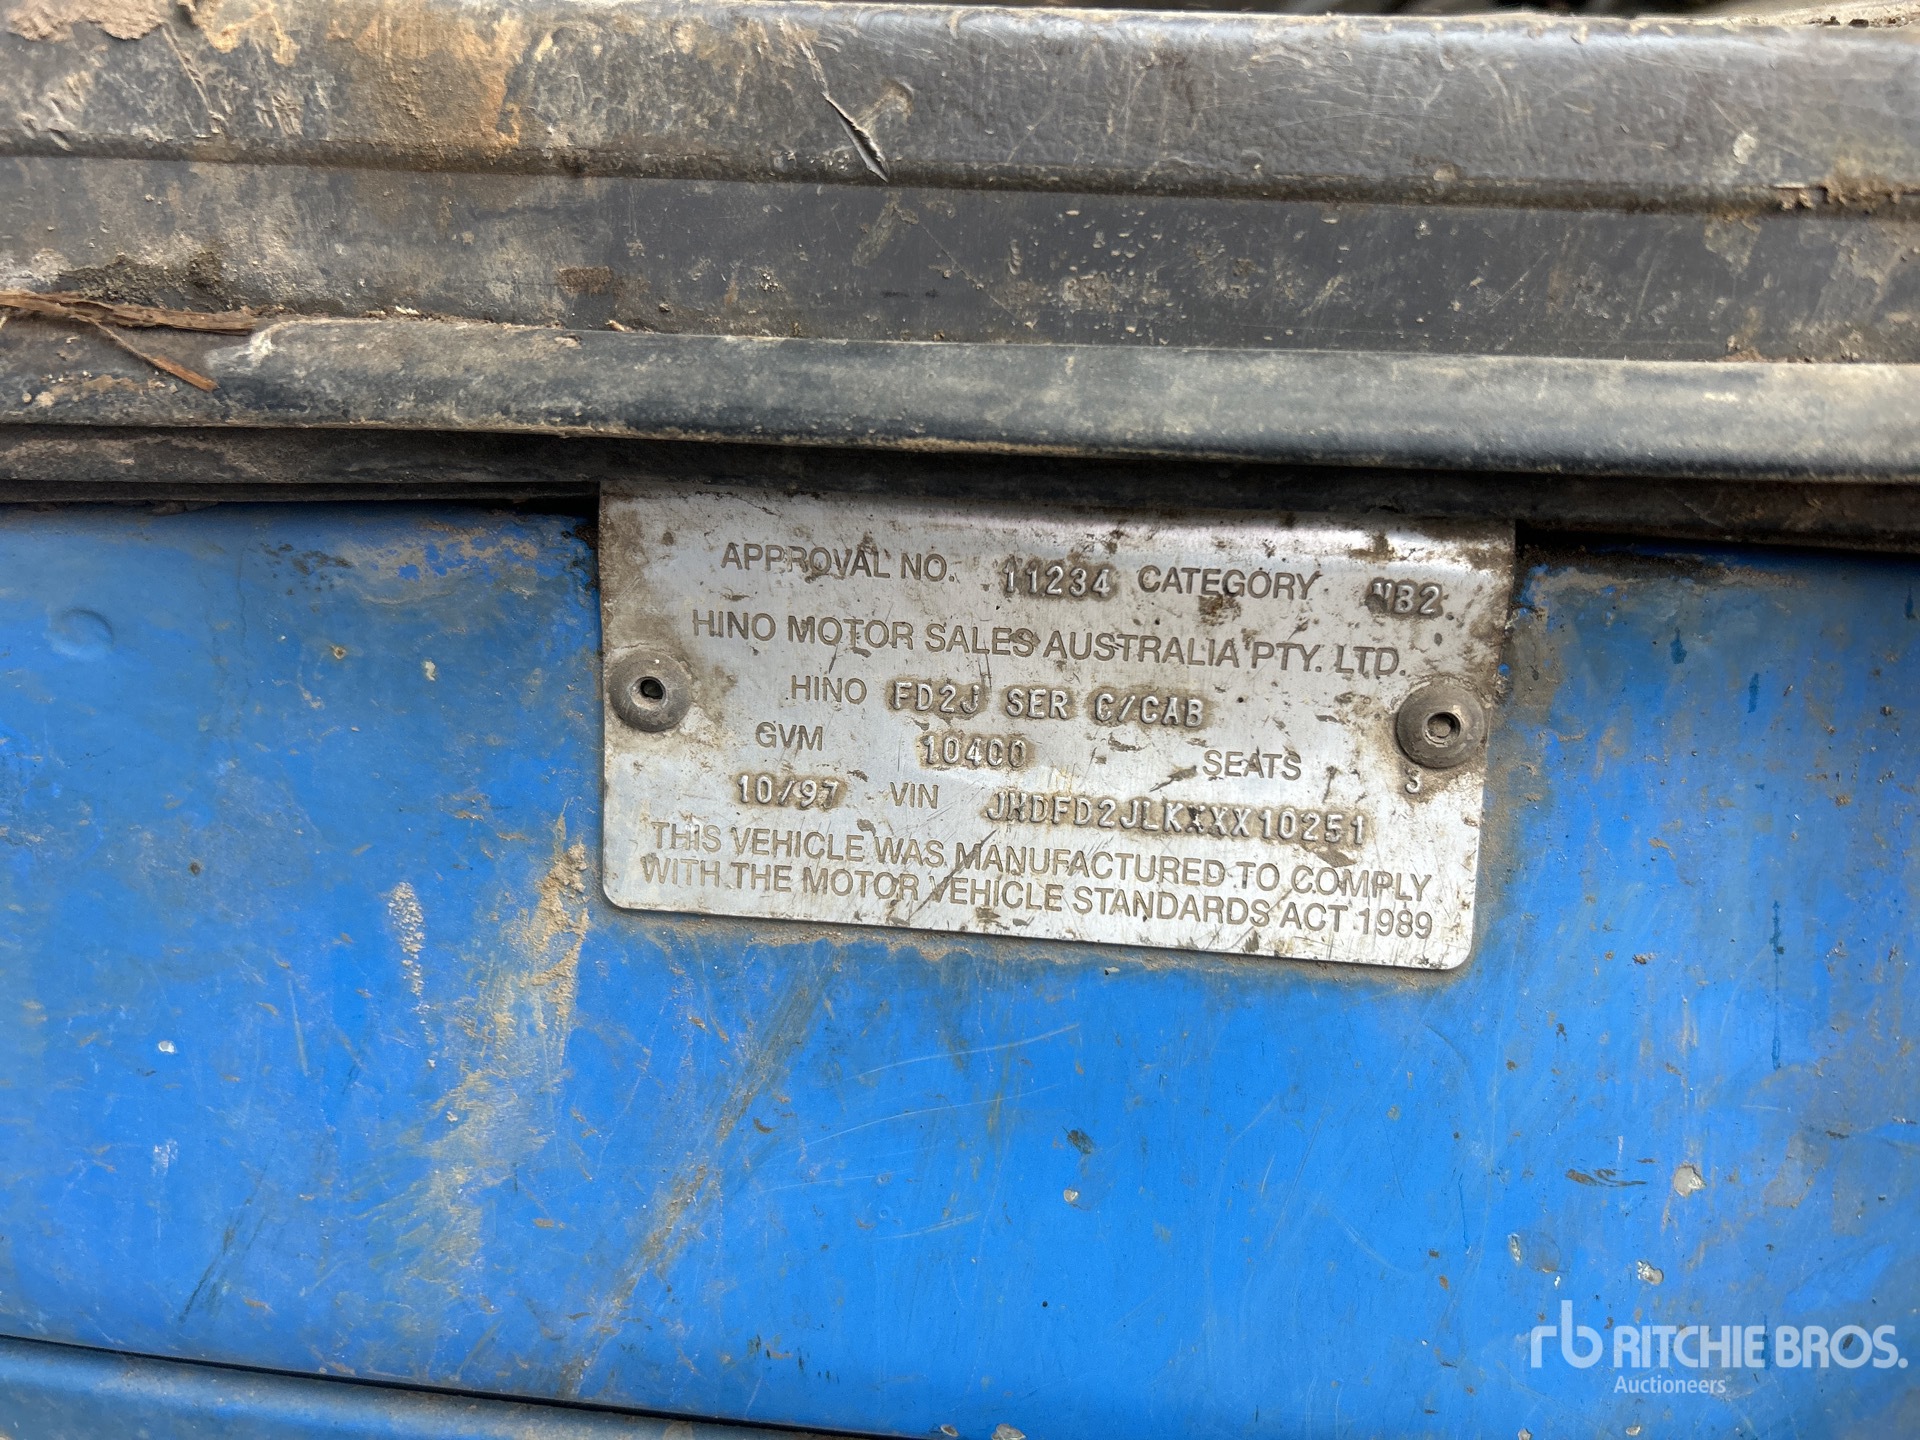 APPROVAL NO. 11234 CATEGORY NB2
HINO MOTOR SALES AUSTRALIA PTY. LTD.
HINO FD2J SER C/CAB
GVM 10400 SEATS 3
10/97 VIN JHDFD2JLKXXX10251
THIS VEHICLE WAS MANUFACTURED TO COMPLY
WITH THE MOTOR VEHICLE STANDARDS ACT 1989
rb RITCHIE BROS.
Auctioneers